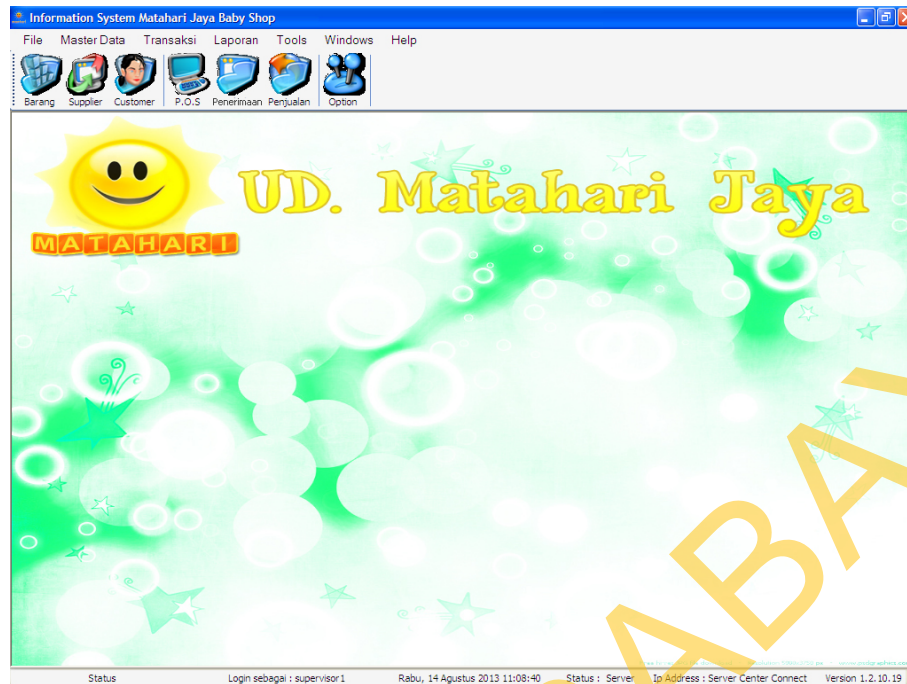 Information System Matahari Jaya Baby Shop
File Master Data Transaksi Laporan Tools Windows Help
Barang Supplier Customer P.O.S Penerimaan Penjualan Option
UD. Matahari Jaya
MATAHARI
ABAY
Status Login sebagai : supervisor1 Rabu, 14 Agustus 2013 11:08:40 Status : Server Ip Address : Server Center Connect Version 1.2.10.19